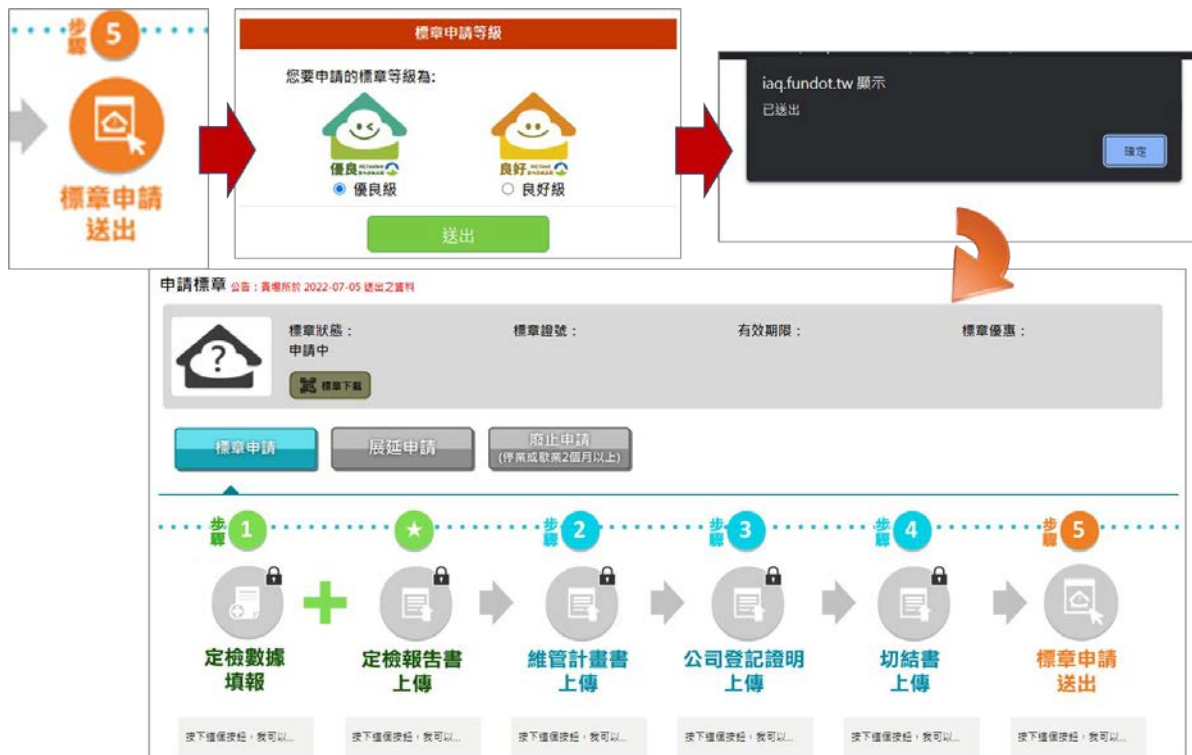 步驟 5
標章申請
送出
標章申請等級
您要申請的標章等級為:
優良
良好
優良級
良好級
送出
iaq.fundot.tw 顯示
已送出
確定
申請標章 公告：貴場所於 2022-07-05 送出之資料
標章狀態：
申請中
標章證號：
有效期限：
標章優惠：
標章下載
標章申請
展延申請
廢止申請
(停業或歇業2個月以上)
步驟 1
步驟 2
步驟 3
步驟 4
步驟 5
定檢數據
填報
定檢報告書
上傳
維管計畫書
上傳
公司登記證明
上傳
切結書
上傳
標章申請
送出
按下這個按鈕，我可以...
按下這個按鈕，我可以...
按下這個按鈕，我可以...
按下這個按鈕，我可以...
按下這個按鈕，我可以...
按下這個按鈕，我可以...